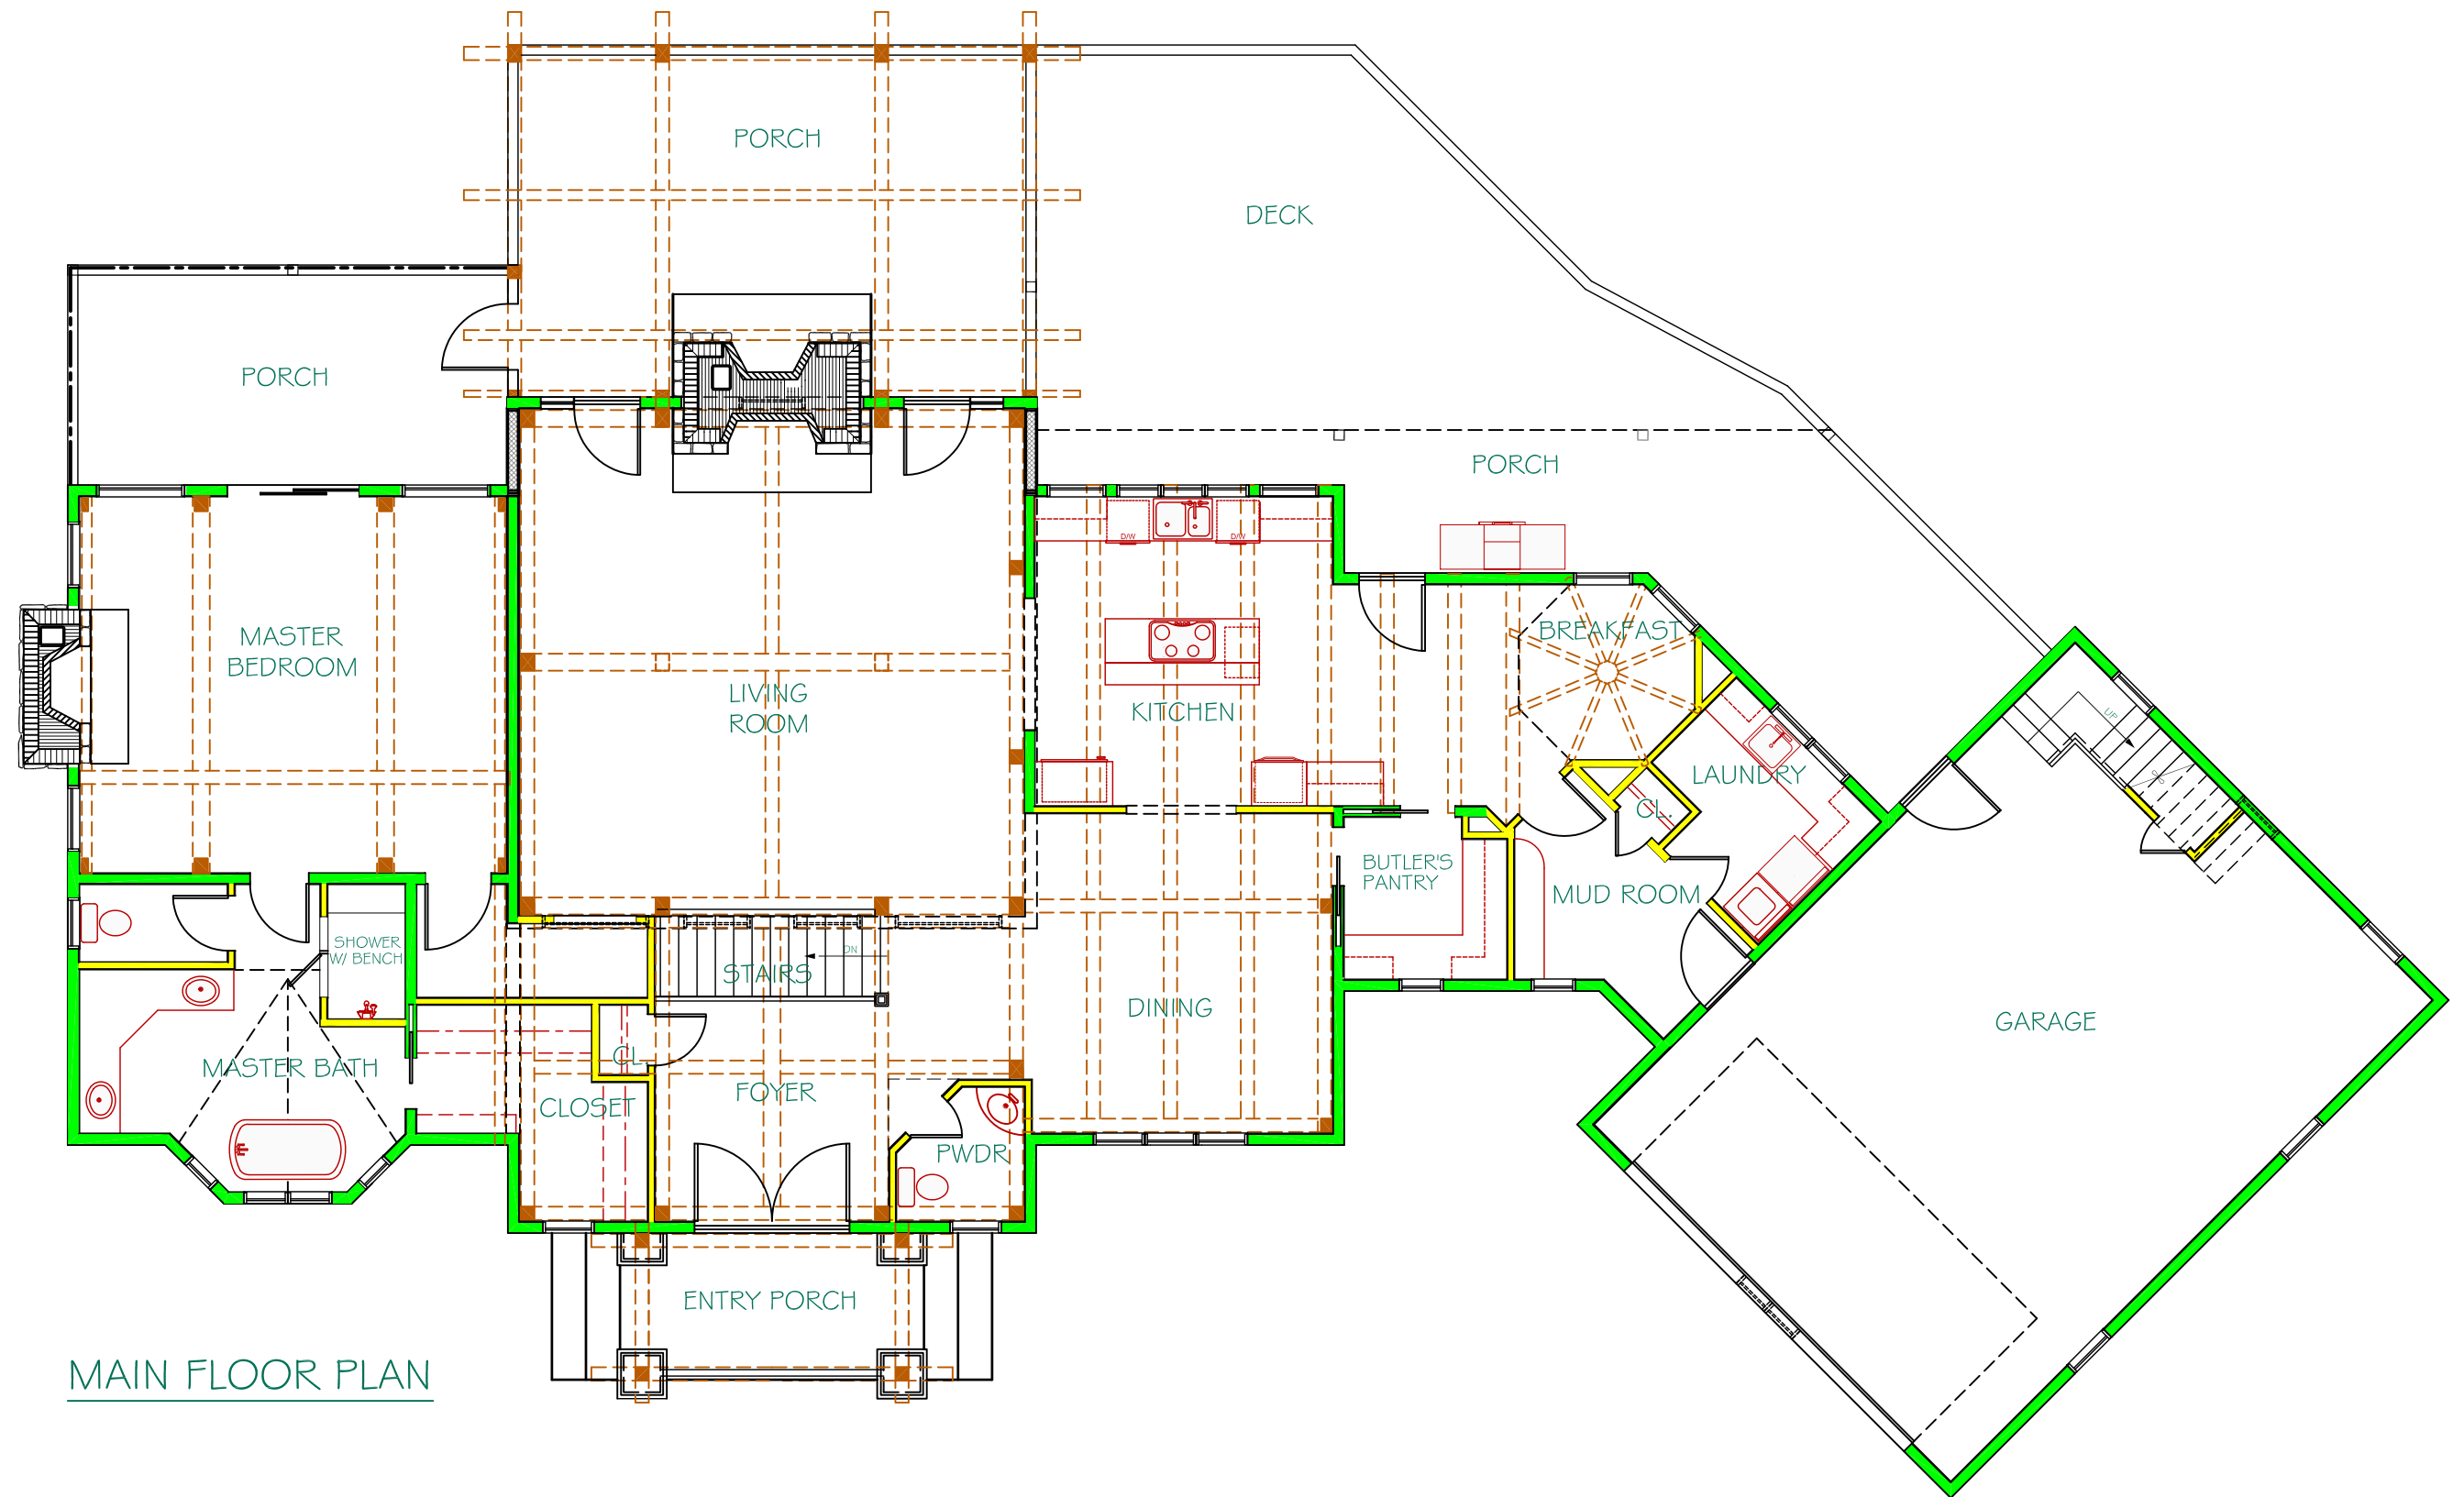 PORCH
DECK
PORCH
PORCH
D/W
D/W
MASTER
BEDROOM
BREAKFAST
LIVING
ROOM
KITCHEN
UP
LAUNDRY
CL.
BUTLER'S
PANTRY
MUD ROOM
SHOWER
W/ BENCH
DN
STAIRS
DINING
GARAGE
MASTER BATH
CL.
FOYER
CLOSET
PWDR
ENTRY PORCH
MAIN FLOOR PLAN